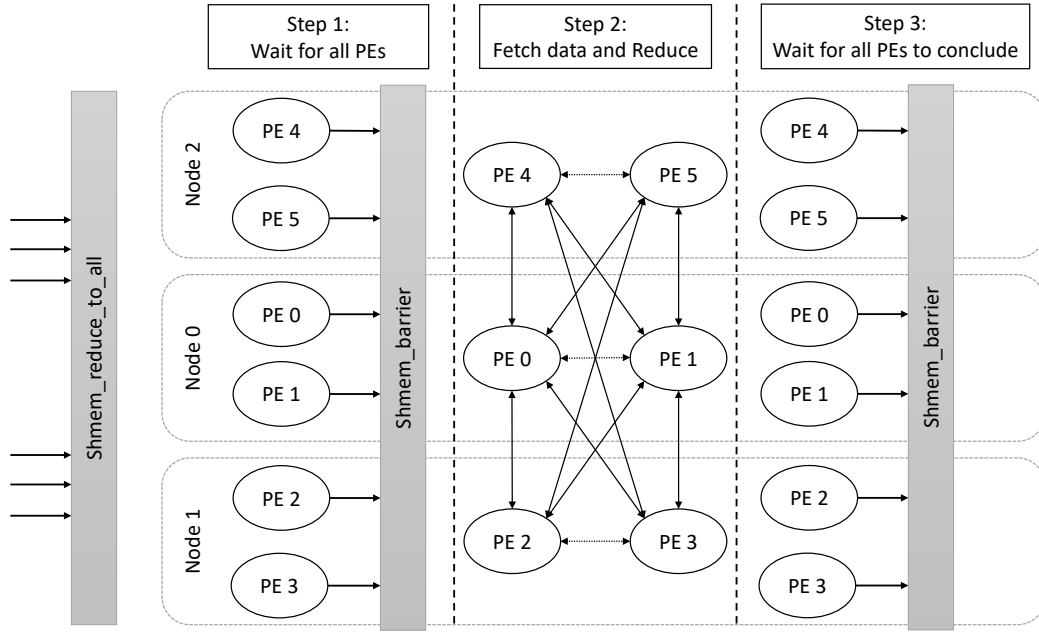 Step 1:
Wait for all PEs
Step 2:
Fetch data and Reduce
Step 3:
Wait for all PEs to conclude
Shmem_reduce_to_all
Node 2
PE 4
PE 5
Node 0
PE 0
PE 1
Node 1
PE 2
PE 3
Shmem_barrier
PE 4
PE 5
PE 0
PE 1
PE 2
PE 3
PE 4
PE 5
PE 0
PE 1
PE 2
PE 3
Shmem_barrier